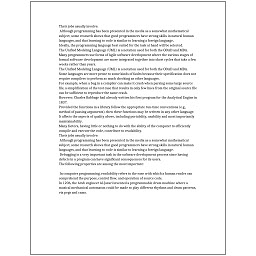 Their jobs usually involve:
Although programming has been presented in the media as a somewhat mathematical
subject, some research shows that good programmers have strong skills in natural human
languages, and that learning to code is similar to learning a foreign language.
Ideally, the programming language best suited for the task at hand will be selected.
The Unified Modeling Language (UML) is a notation used for both the OOAD and MDA.
The Unified Modeling Language (UML) is a notation used for both the OOAD and MDA.
Many programmers use forms of Agile software development where the various stages of
formal software development are more integrated together into short cycles that take a few
weeks rather than years.
The Unified Modeling Language (UML) is a notation used for both the OOAD and MDA.
Some languages are more prone to some kinds of faults because their specification does not
require compilers to perform as much checking as other languages.
For example, when a bug in a compiler can make it crash when parsing some large source
file, a simplification of the test case that results in only few lines from the original source file
can be sufficient to reproduce the same crash.
However, Charles Babbage had already written his first program for the Analytical Engine in
1837.
Provided the functions in a library follow the appropriate run-time conventions (e.g.,
method of passing arguments), then these functions may be written in any other language.
It affects the aspects of quality above, including portability, usability and most importantly
maintainability.
Many factors, having little or nothing to do with the ability of the computer to efficiently
compile and execute the code, contribute to readability.
Their jobs usually involve:
Although programming has been presented in the media as a somewhat mathematical
subject, some research shows that good programmers have strong skills in natural human
languages, and that learning to code is similar to learning a foreign language.
Debugging is a very important task in the software development process since having
defects in a program can have significant consequences for its users.
The following properties are among the most important:

In computer programming, readability refers to the ease with which a human reader can
comprehend the purpose, control flow, and operation of source code.
In 1206, the Arab engineer Al-Jazari invented a programmable drum machine where a
musical mechanical automaton could be made to play different rhythms and drum patterns,
via pegs and cams.